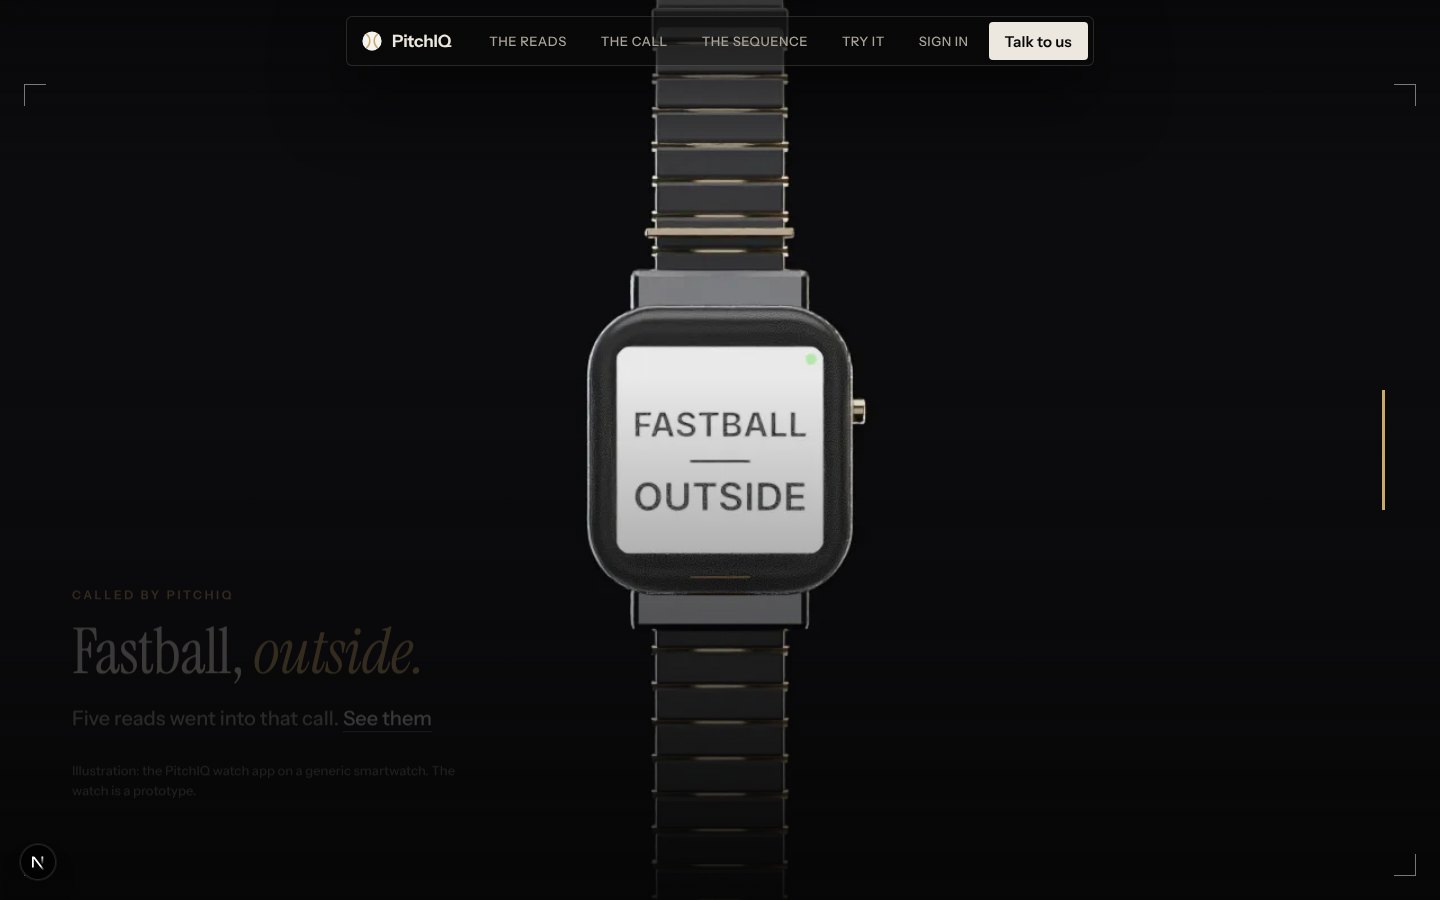 PitchIQ
THE READS
THE CALL
THE SEQUENCE
TRY IT
SIGN IN
Talk to us
FASTBALL
OUTSIDE
CALLED BY PITCHIQ
Fastball, outside.
Five reads went into that call. See them
Illustration: the PitchIQ watch app on a generic smartwatch. The
watch is a prototype.
N